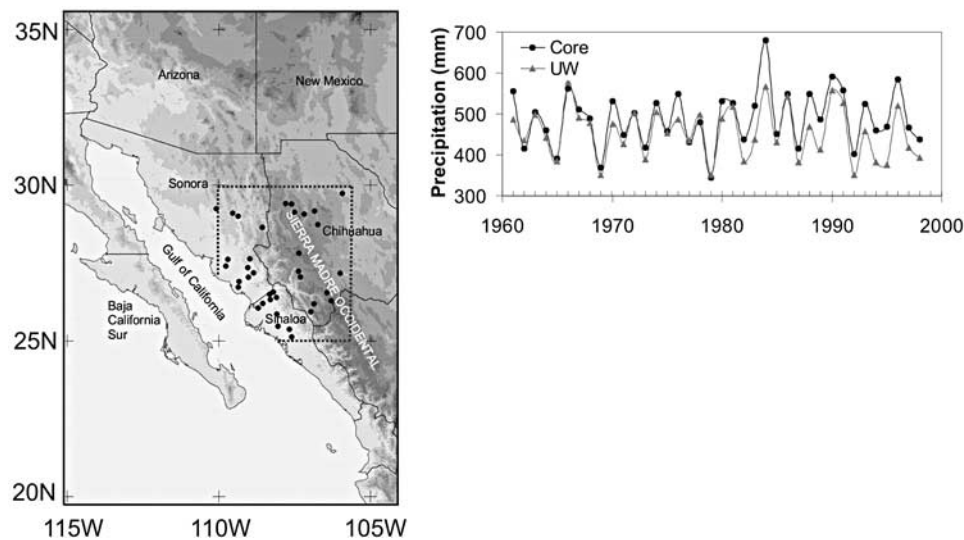 35N
30N
25N
20N
115W
110W
105W
Arizona
New Mexico
Sonora
Chihuahua
SIERRA MADRE OCCIDENTAL
Gulf of California
Baja
California
Sur
Sinaloa
Precipitation (mm)
700
600
500
400
300
Core
UW
1960
1970
1980
1990
2000